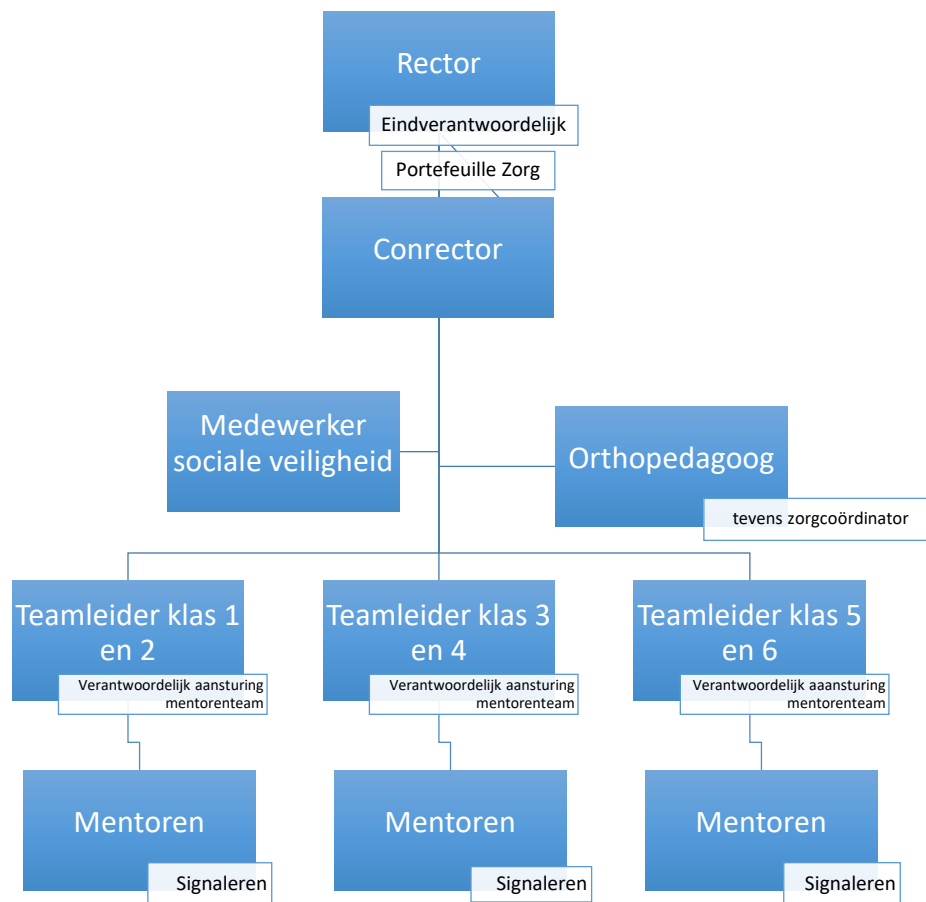 Rector
Eindverantwoordelijk
Portefeuille Zorg
Conrector
Medewerker
sociale veiligheid
Orthopedagoog
tevens zorgcoördinator
Teamleider klas 1
en 2
Verantwoordelijk aansturing
mentorenteam
Teamleider klas 3
en 4
Verantwoordelijk aansturing
mentorenteam
Teamleider klas 5
en 6
Verantwoordelijk aaansturing
mentorenteam
Mentoren
Signaleren
Mentoren
Signaleren
Mentoren
Signaleren